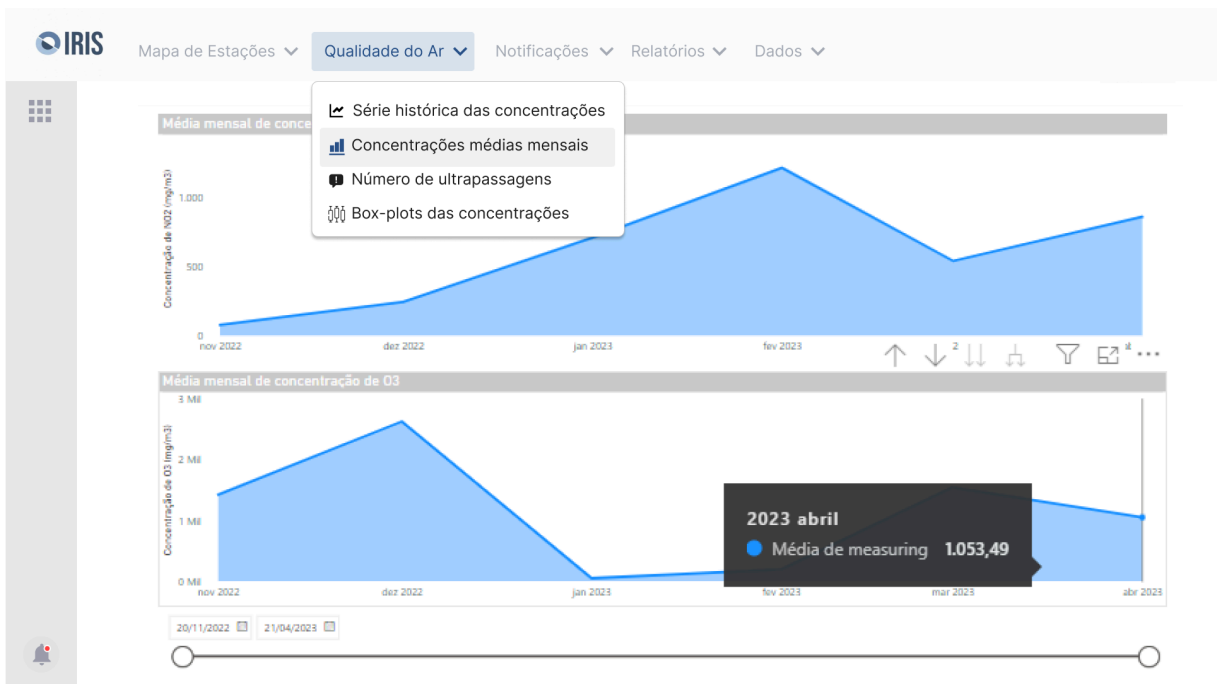 IRIS
Mapa de Estações
Qualidade do Ar
Notificações
Relatórios
Dados
Série histórica das concentrações
Concentrações médias mensais
Número de ultrapassagens
Box-plots das concentrações
Média mensal de conce
Concentração de NO2 (mg/m3)
1.000
500
0
nov 2022
dez 2022
jan 2023
fev 2023
2
Média mensal de concentração de O3
Concentração de O3 (mg/m3)
3 Mil
2 Mil
1 Mil
0 Mil
2023 abril
Média de measuring 1.053,49
nov 2022
dez 2022
jan 2023
fev 2023
mar 2023
abr 2023
20/11/2022
21/04/2023